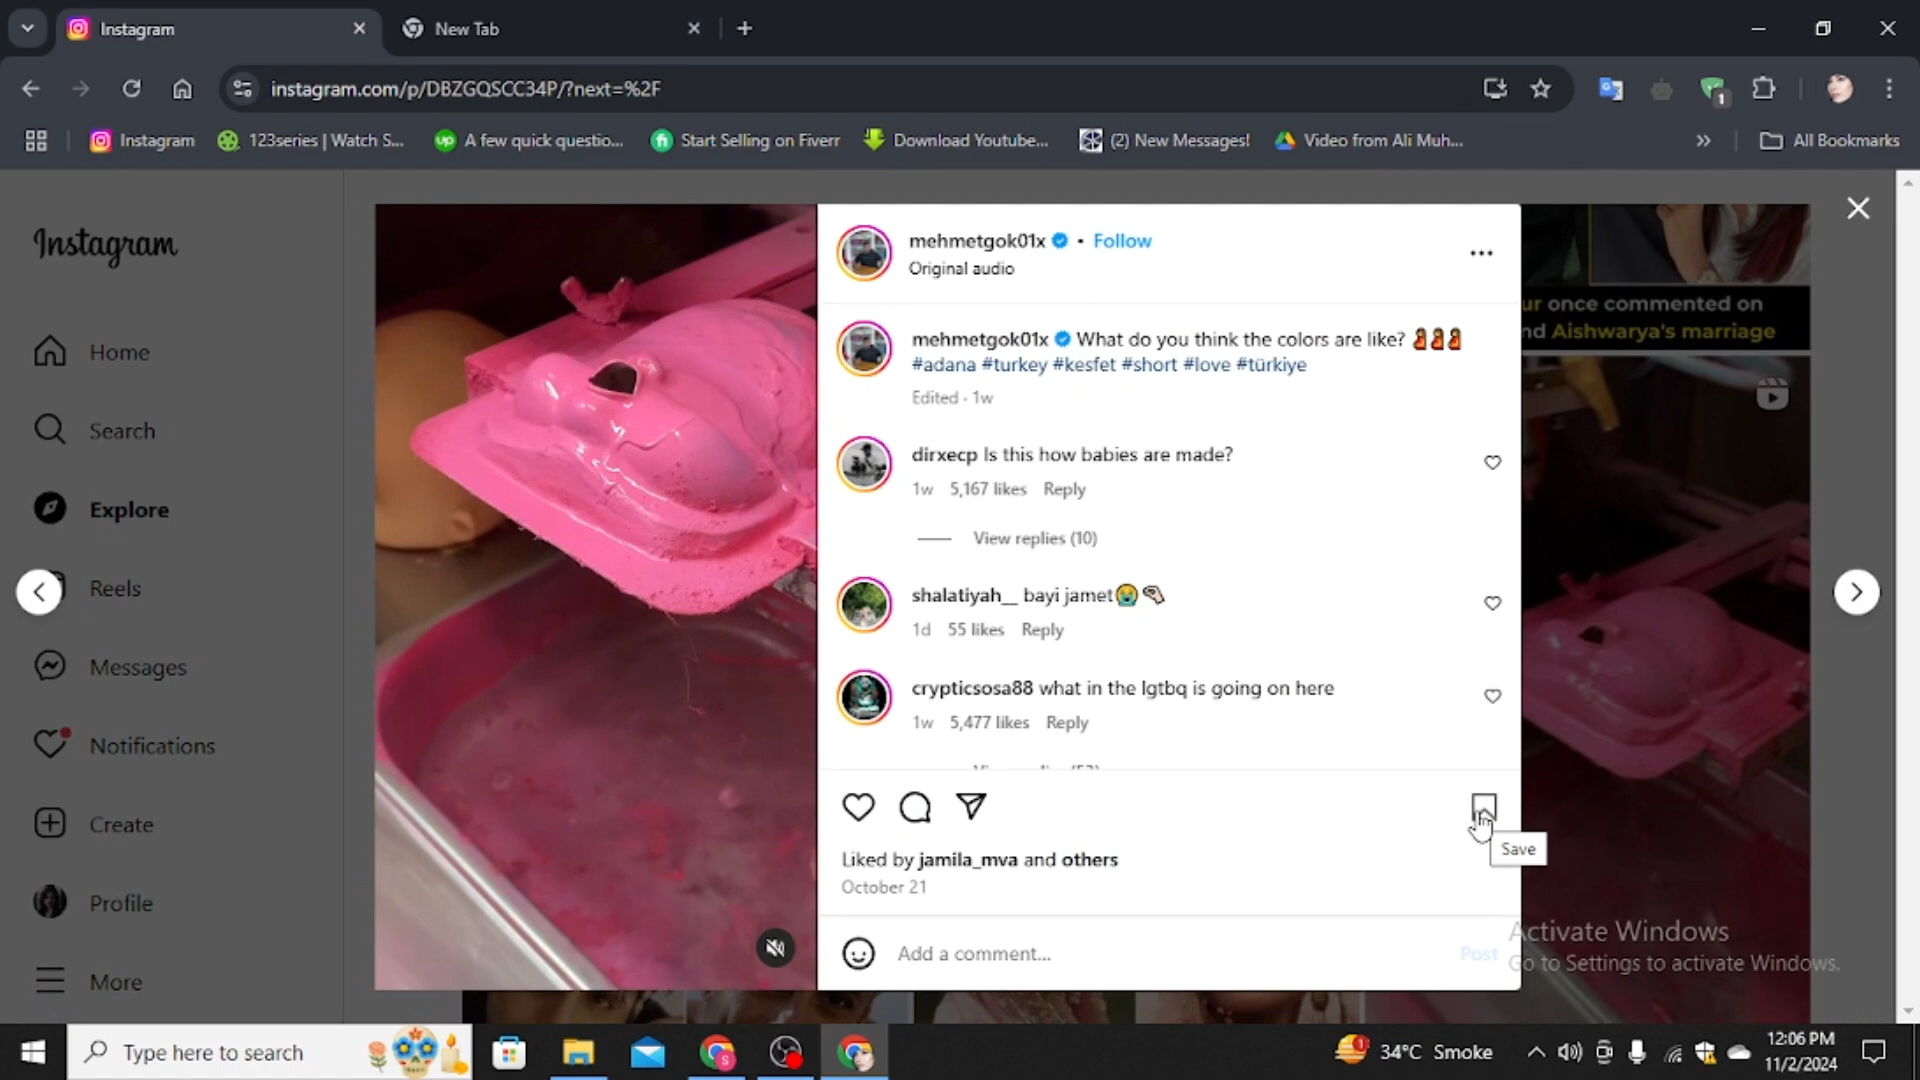 Instagram
New Tab
instagram.com/p/DBZGQSCC34P/?next=%2F
1
Instagram
123series | Watch S...
up
A few quick questio...
fi
Start Selling on Fiverr
Download Youtube...
(2) New Messages!
Video from Ali Muh...
All Bookmarks
Instagram
Home
Search
Explore
Reels
Messages
Notifications
Create
Profile
More
mehmetgok01x • Follow
Original audio
mehmetgok01x What do you think the colors are like?
#adana #turkey #kesfet #short #love #türkiye
Edited · 1w
dirxecp Is this how babies are made?
1w 5,167 likes Reply
View replies (10)
shalatiyah__ bayi jamet
1d 55 likes Reply
crypticsosa88 what in the lgtbq is going on here
1w 5,477 likes Reply
Save
Liked by jamila_mva and others
October 21
Add a comment...
Post
ur once commented on
nd Aishwarya's marriage
Activate Windows
Go to Settings to activate Windows.
Type here to search
S
1
34°C Smoke
12:06 PM
11/2/2024